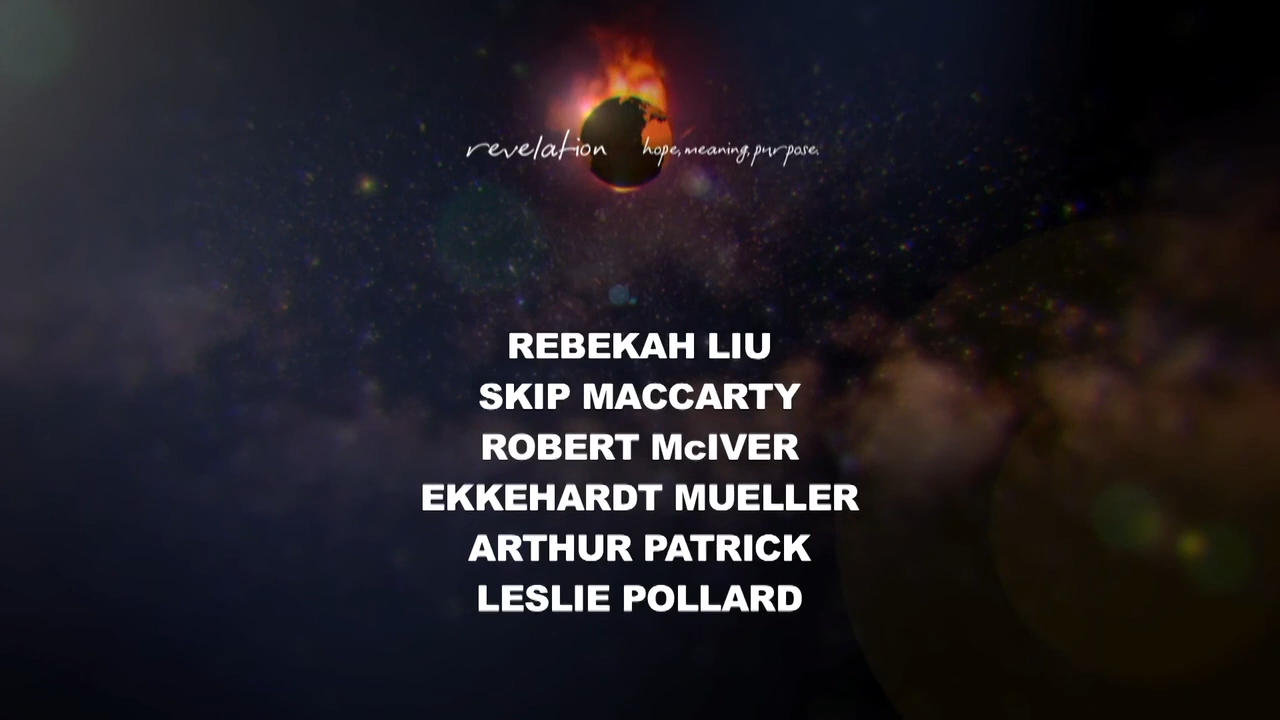 revelation hope, meaning, purpose.
REBEKAH LIU
SKIP MACCARTY
ROBERT McIVER
EKKEHARDT MUELLER
ARTHUR PATRICK
LESLIE POLLARD